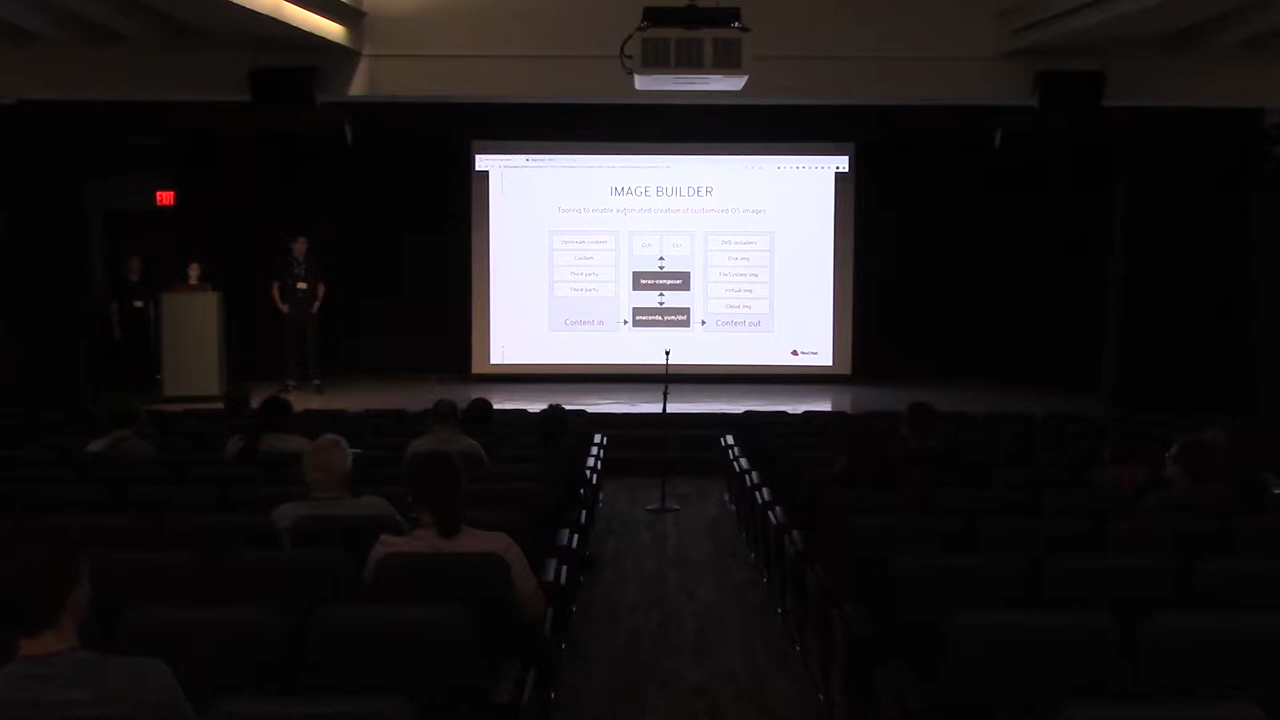 EXIT
IMAGE BUILDER
Tooling to enable automated creation of customized OS images
Upstream content
Custom
Third party
Third party
Content in
GUI
CLI
lorax-composer
anaconda, yum/dnf
DVD installers
Disk img
FileSystem img
Virtual img
Cloud img
Content out
Red Hat